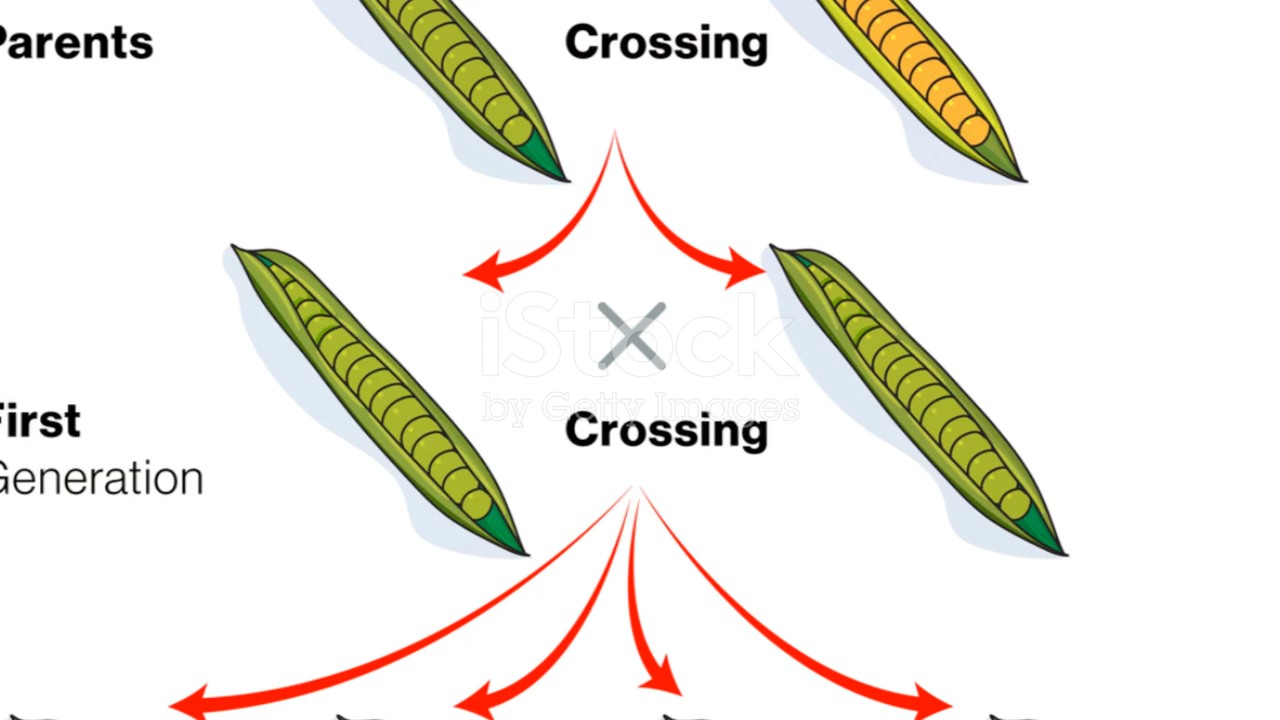 Parents
Crossing
iStock
by Getty Images
Crossing
First
Generation